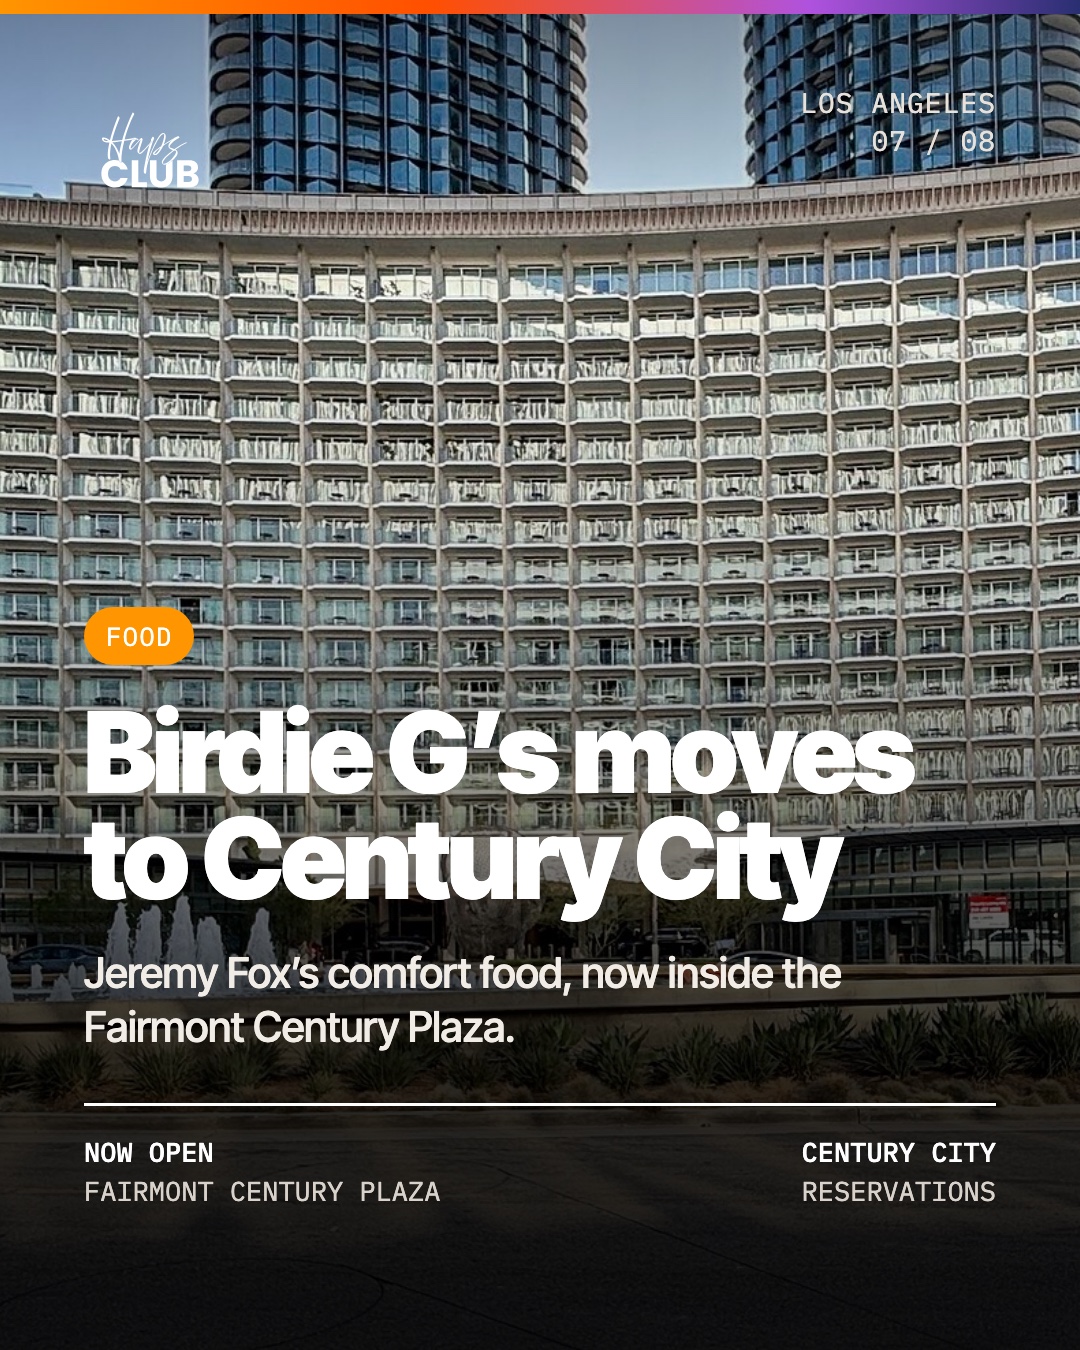 Haps
CLUB
LOS ANGELES
07 / 08
FOOD
Birdie G’s moves
to Century City
Jeremy Fox’s comfort food, now inside the
Fairmont Century Plaza.
NOW OPEN
FAIRMONT CENTURY PLAZA
CENTURY CITY
RESERVATIONS